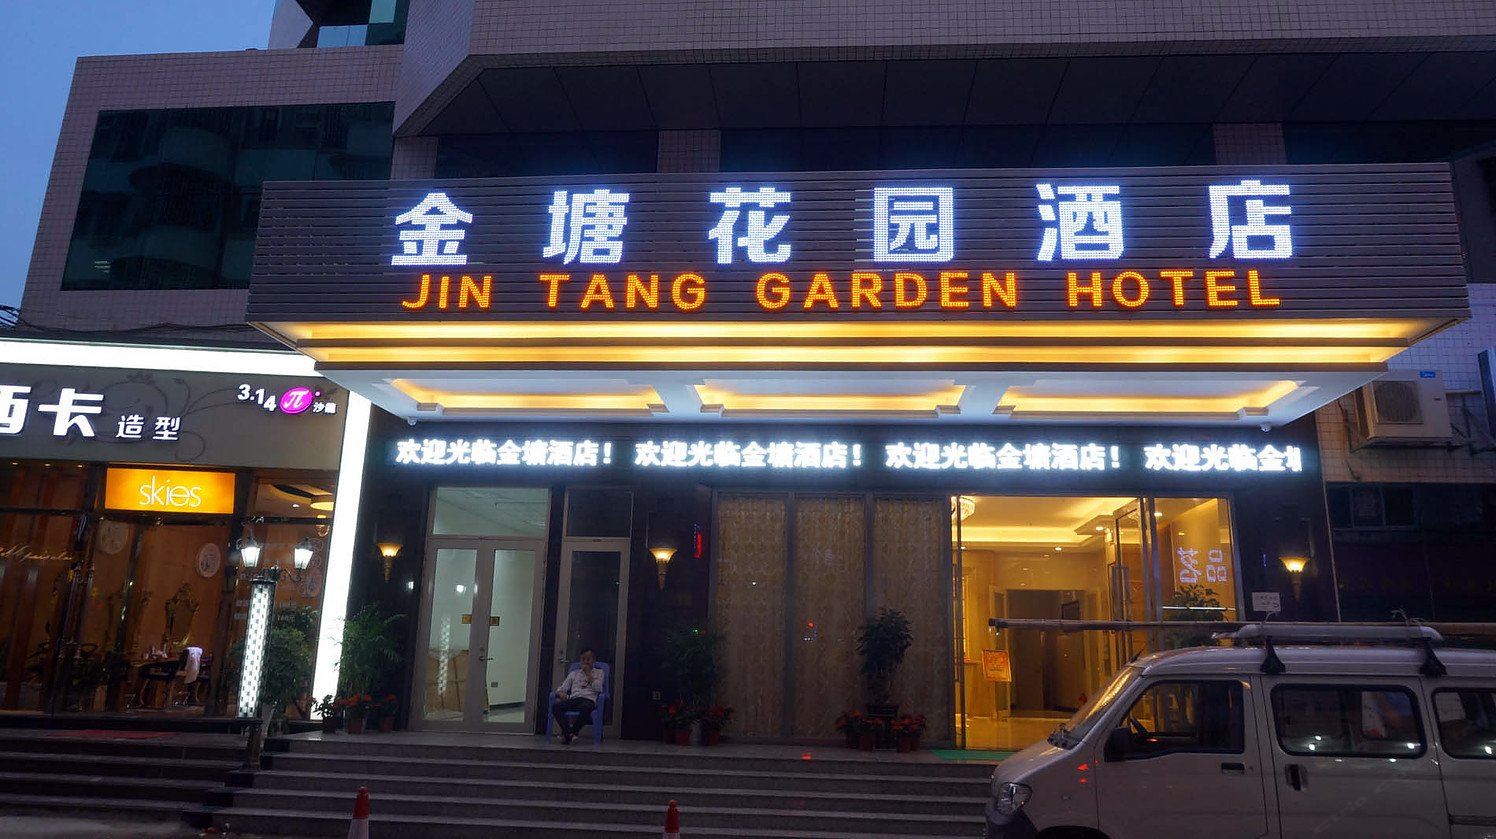 金塘花园酒店
JIN TANG GARDEN HOTEL
欢迎光临金塘酒店！ 欢迎光临金塘酒店！ 欢迎光临金塘酒店！ 欢迎光临金塘
西卡 造型
3.14 π 沙龍
skies